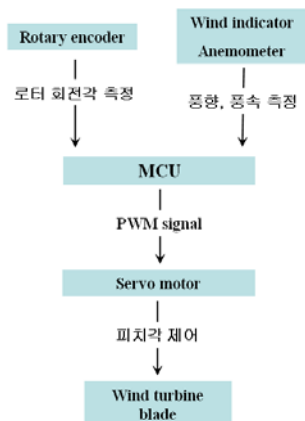 Rotary encoder
Wind indicator
Anemometer
로터 회전각 측정
풍향, 풍속 측정
MCU
PWM signal
Servo motor
피치각 제어
Wind turbine
blade